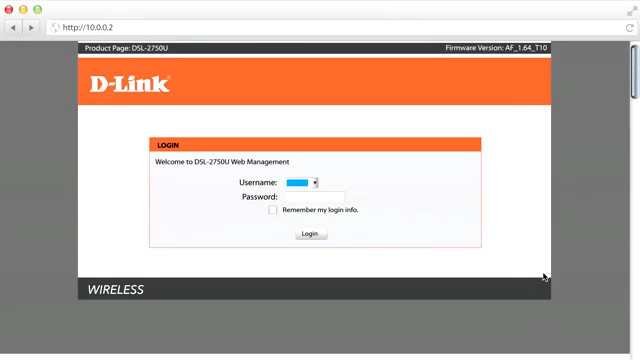 http://10.0.0.2
Product Page: DSL-2750U
Firmware Version: AF_1.64_T10
D-Link
LOGIN
Welcome to DSL-2750U Web Management
Username:
Password:
Remember my login info.
Login
WIRELESS